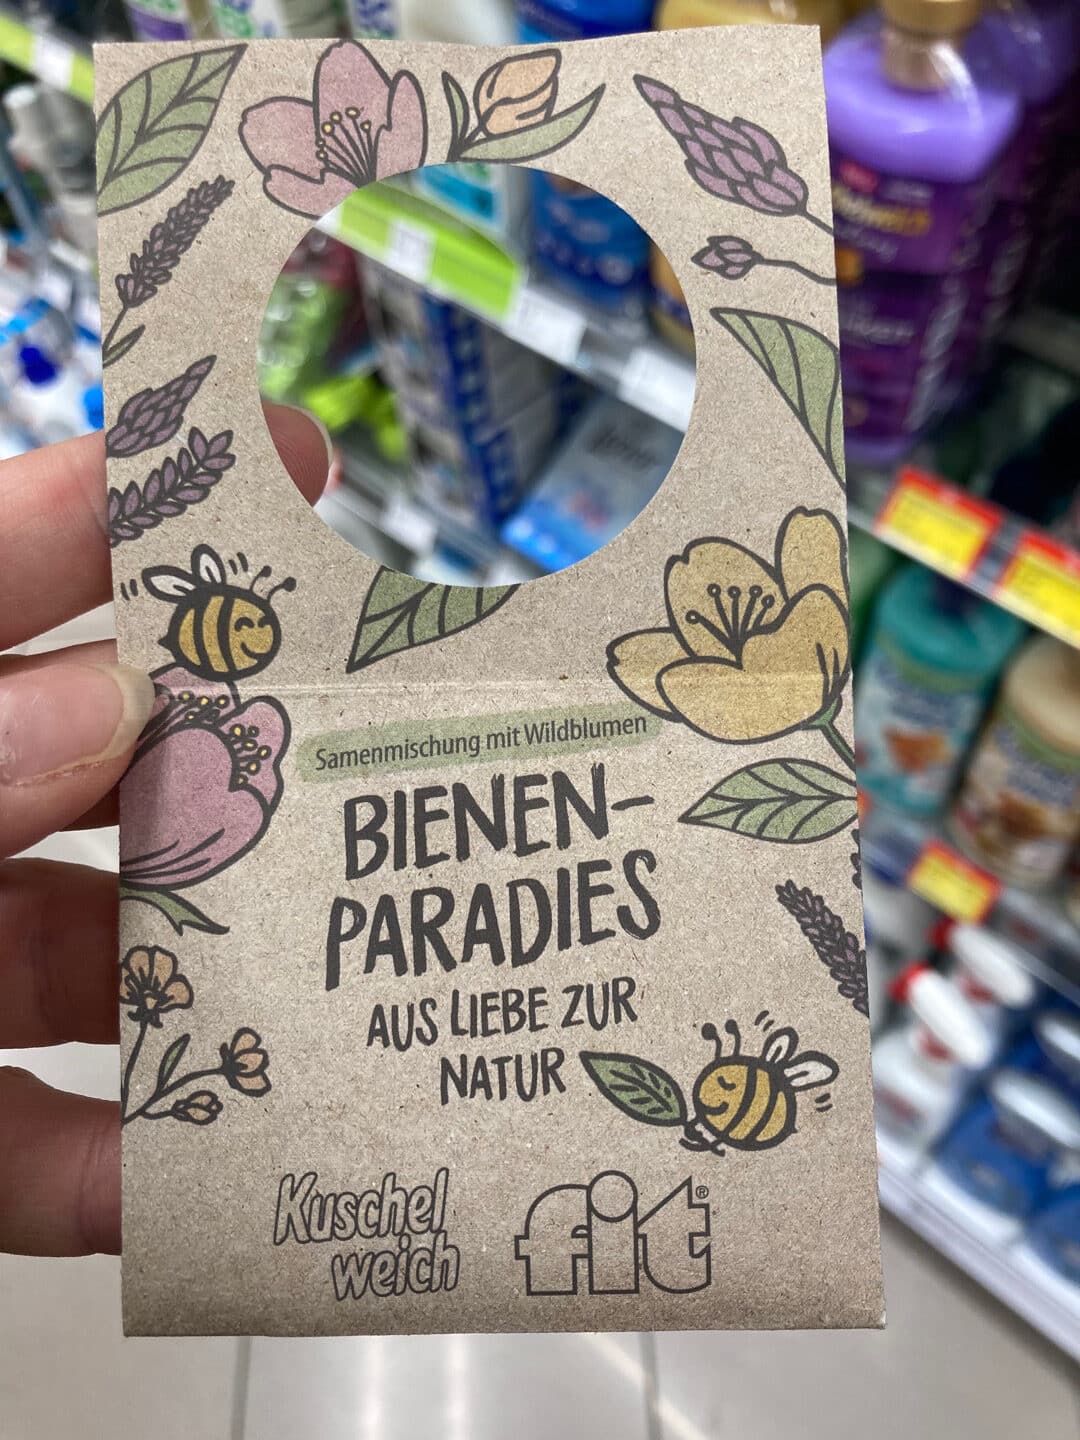 Samenmischung mit Wildblumen
BIENEN-
PARADIES
AUS LIEBE ZUR
NATUR
Kuschel
weich
fit®